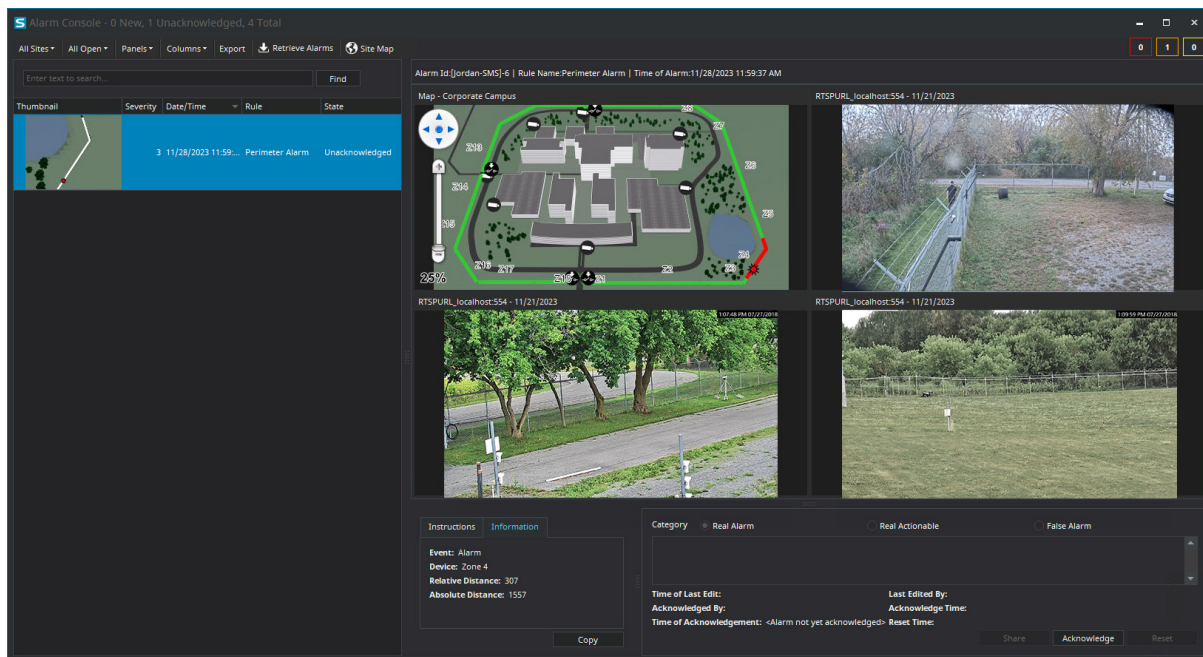 Alarm Console - 0 New, 1 Unacknowledged, 4 Total
All Sites All Open Panels Columns Export Retrieve Alarms Site Map
0 1 0
Enter text to search... Find
Thumbnail Severity Date/Time Rule State
3 11/28/2023 11:59:... Perimeter Alarm Unacknowledged
Alarm Id:[Jordan-SMS]-6 | Rule Name:Perimeter Alarm | Time of Alarm:11/28/2023 11:59:37 AM
Map - Corporate Campus
Z8
Z7
Z13
Z6
Z14
Z5
Z15
Z4
Z16 Z17 Z18 Z1 Z2 Z3
25%
RTSPURL_localhost:554 - 11/21/2023
RTSPURL_localhost:554 - 11/21/2023
1:07:48 PM 07/27/2018
RTSPURL_localhost:554 - 11/21/2023
1:09:59 PM 07/27/2018
Instructions Information
Event: Alarm
Device: Zone 4
Relative Distance: 307
Absolute Distance: 1557
Copy
Category Real Alarm Real Actionable False Alarm
Time of Last Edit: Last Edited By:
Acknowledged By: Acknowledge Time:
Time of Acknowledgement: <Alarm not yet acknowledged> Reset Time:
Share Acknowledge Reset